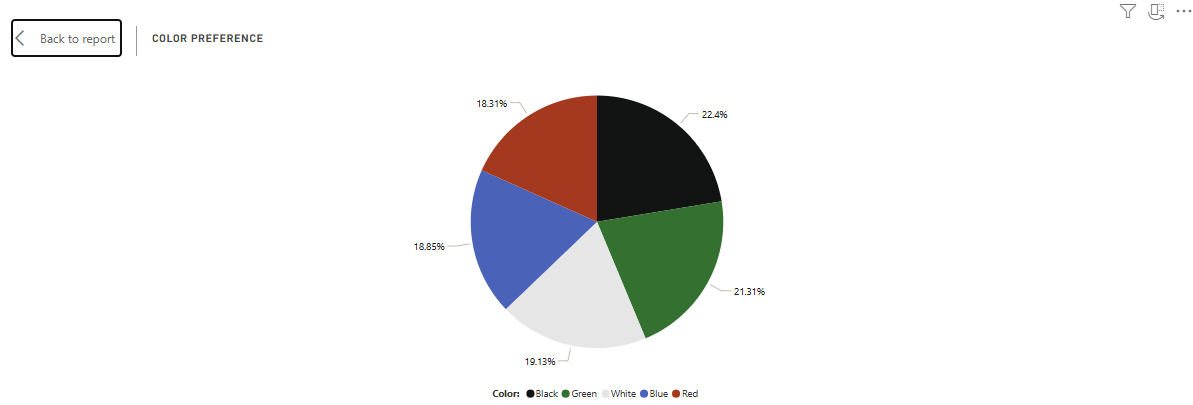 Back to report
COLOR PREFERENCE
18.31%
22.4%
18.85%
21.31%
19.13%
Color: Black Green White Blue Red